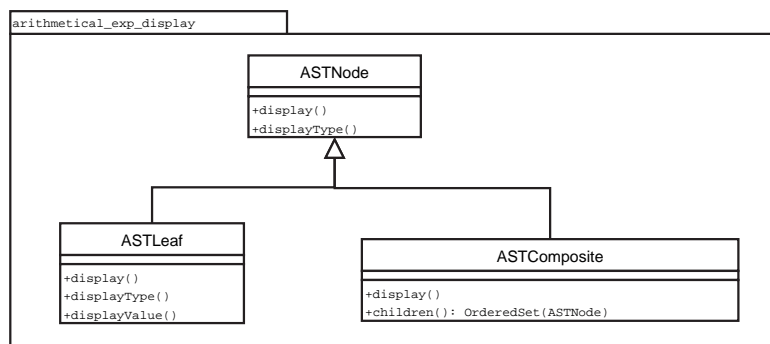 arithmetical_exp_display
ASTNode
+display()
+displayType()
ASTLeaf
+display()
+displayType()
+displayValue()
ASTComposite
+display()
+children(): OrderedSet(ASTNode)